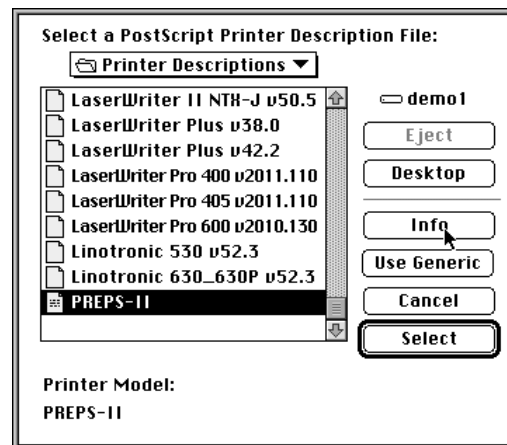 Select a PostScript Printer Description File:
Printer Descriptions
LaserWriter II NTX-J v50.5
LaserWriter Plus v38.0
LaserWriter Plus v42.2
LaserWriter Pro 400 v2011.110
LaserWriter Pro 405 v2011.110
LaserWriter Pro 600 v2010.130
Linotronic 530 v52.3
Linotronic 630_630P v52.3
PREPS-II
demo1
Eject
Desktop
Info
Use Generic
Cancel
Select
Printer Model:
PREPS-II